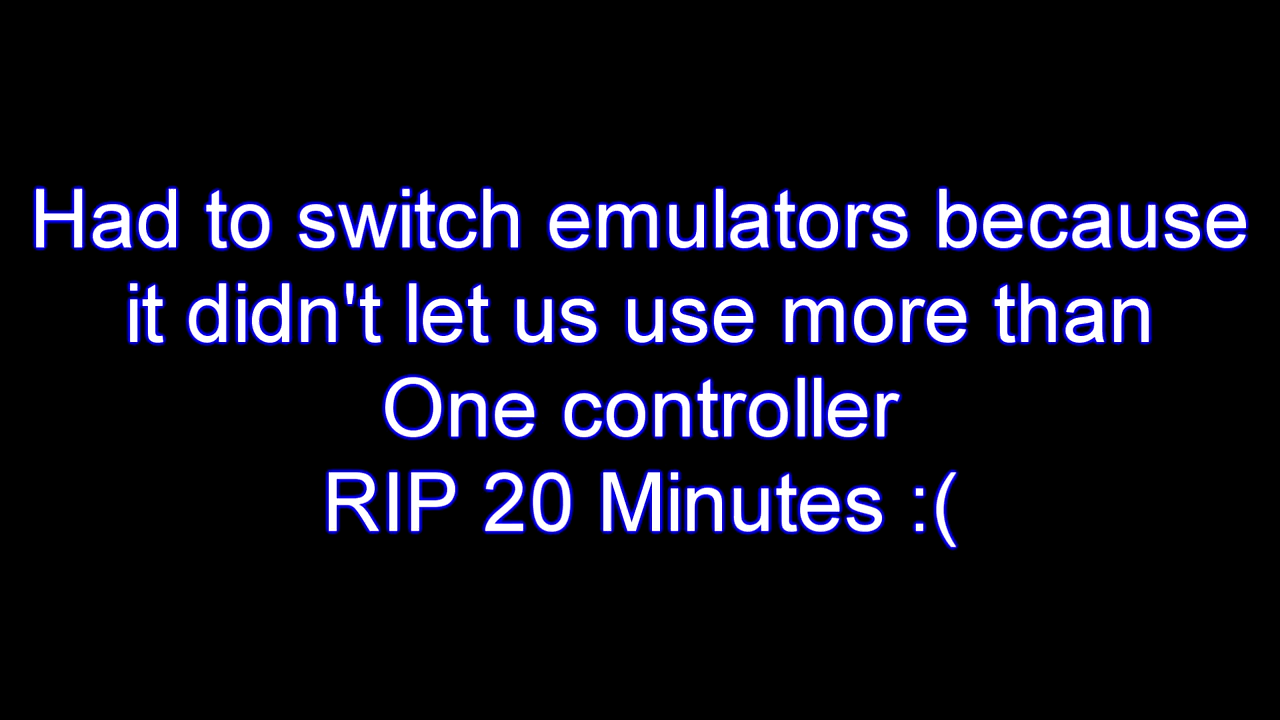 Had to switch emulators because
it didn't let us use more than
One controller
RIP 20 Minutes :(